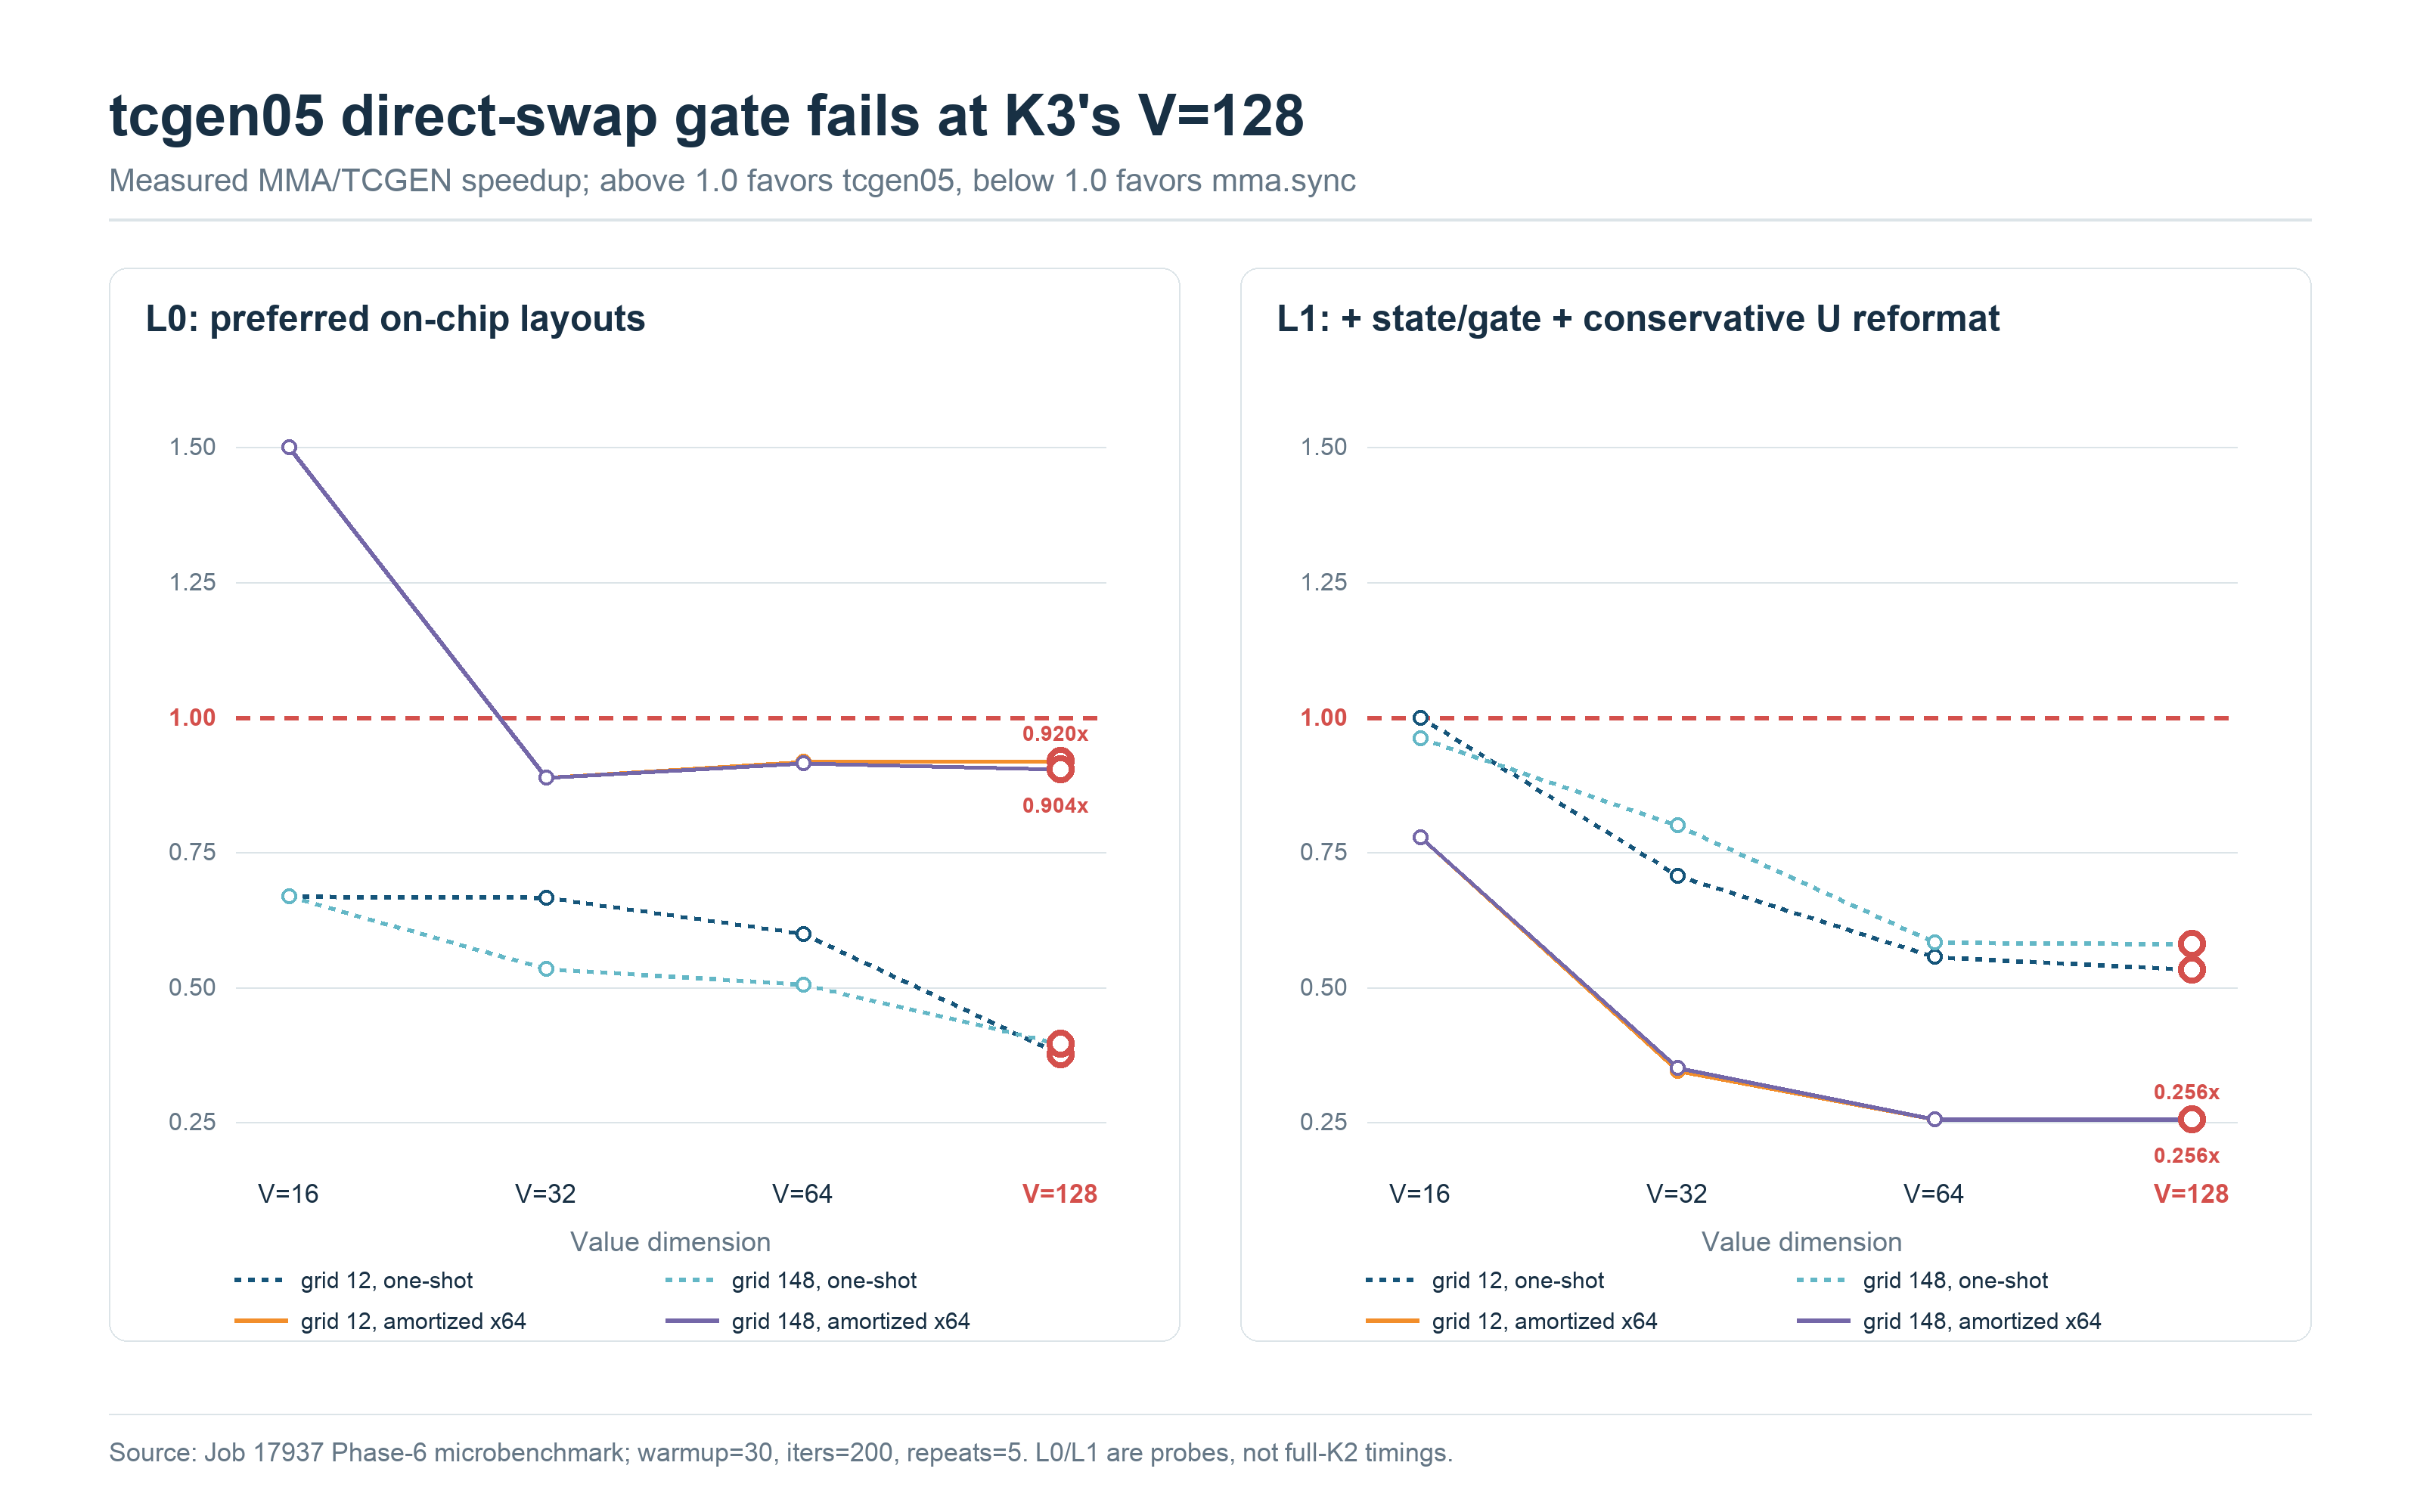 tcgen05 direct-swap gate fails at K3's V=128
Measured MMA/TCGEN speedup; above 1.0 favors tcgen05, below 1.0 favors mma.sync
L0: preferred on-chip layouts
1.50
1.25
1.00
0.920x
0.904x
0.75
0.50
0.25
V=16 V=32 V=64 V=128
Value dimension
grid 12, one-shot grid 148, one-shot
grid 12, amortized x64 grid 148, amortized x64
L1: + state/gate + conservative U reformat
1.50
1.25
1.00
0.75
0.50
0.256x
0.25
0.256x
V=16 V=32 V=64 V=128
Value dimension
grid 12, one-shot grid 148, one-shot
grid 12, amortized x64 grid 148, amortized x64
Source: Job 17937 Phase-6 microbenchmark; warmup=30, iters=200, repeats=5. L0/L1 are probes, not full-K2 timings.